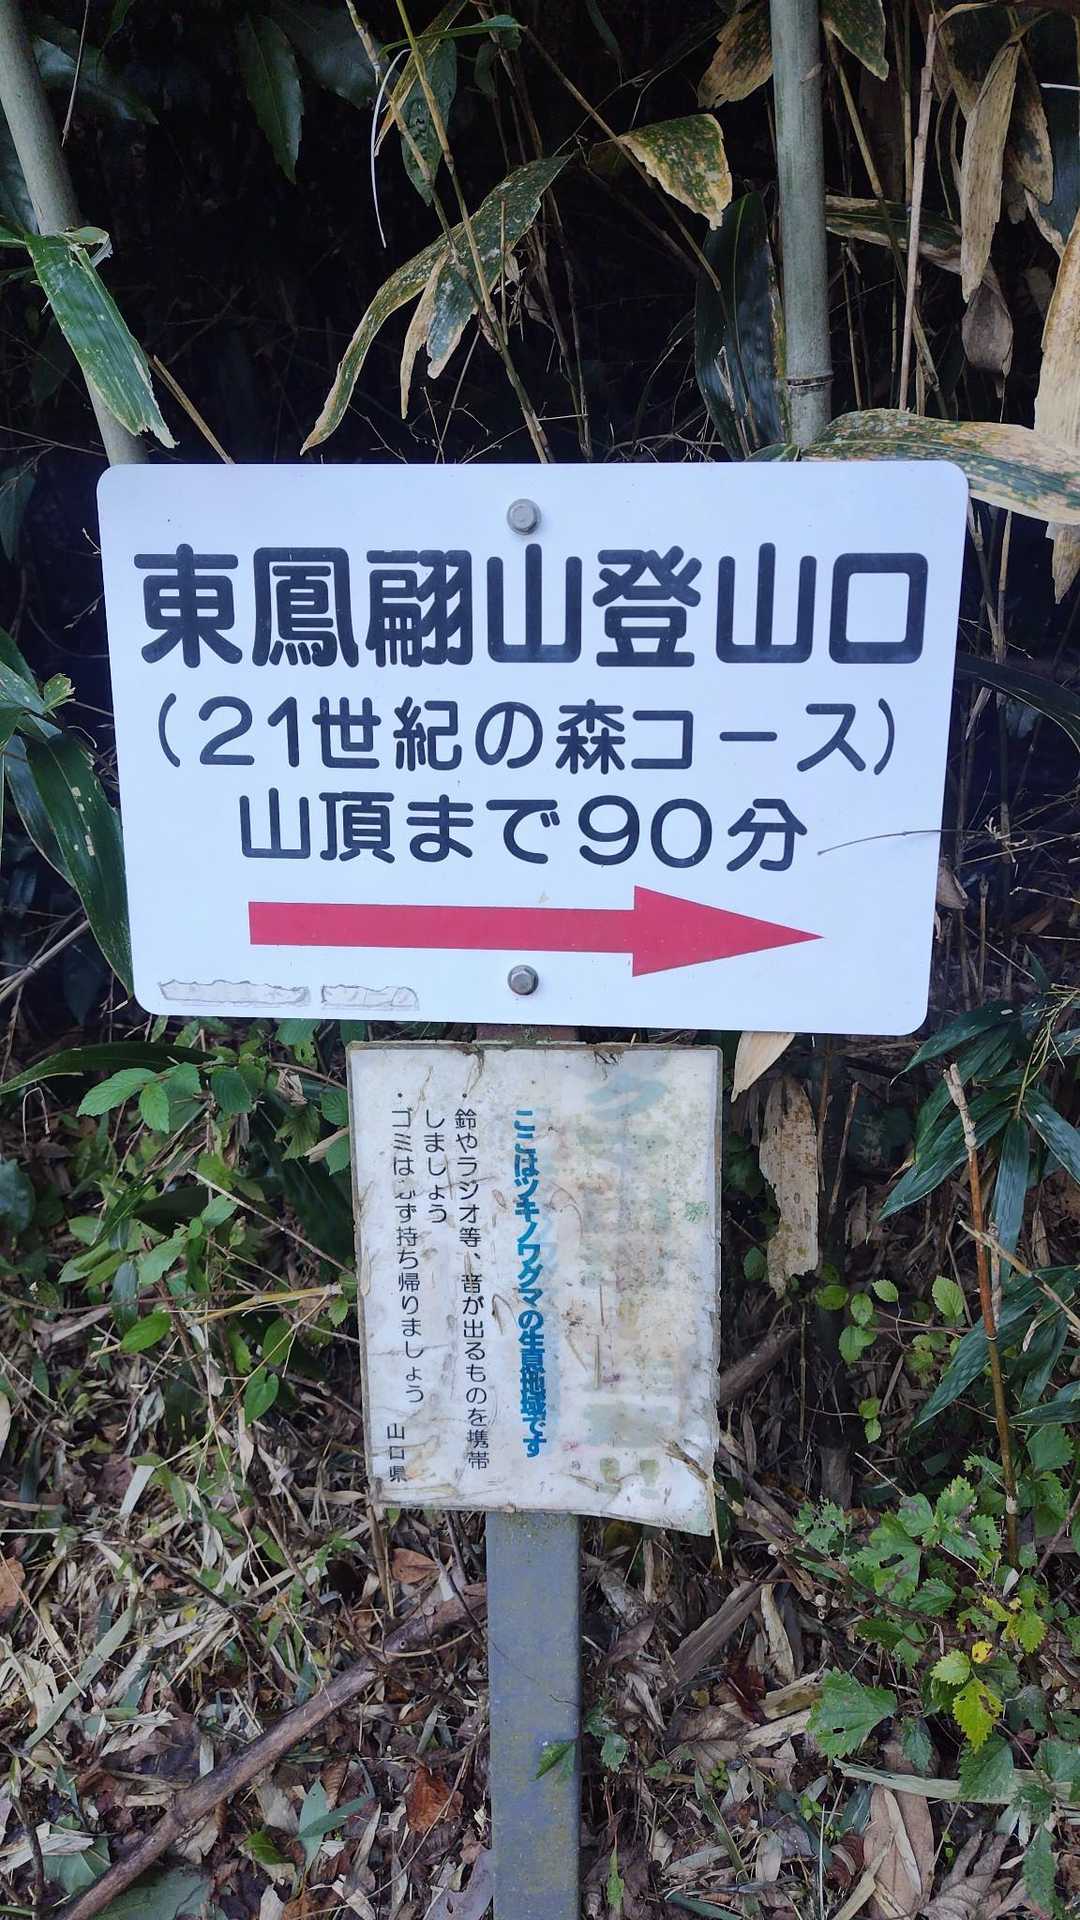 東鳳翩山登山口
（21世紀の森コース）
山頂まで90分
ここはツキノワグマの生息地域です
・鈴やラジオ等、音が出るものを携帯
しましょう
・ゴミは必ず持ち帰りましょう
山口県